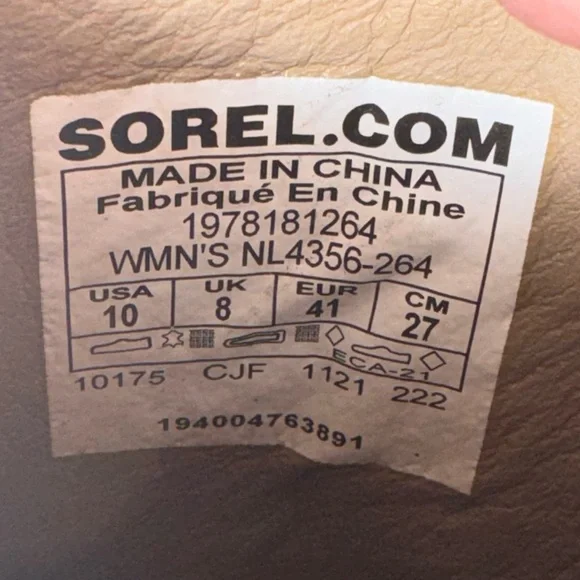 SOREL.COM
MADE IN CHINA
Fabriqué En Chine
1978181264
WMN'S NL4356-264
USA UK EUR CM
10 8 41 27
ECA-21
10175 CJF 1121 222
194004763891